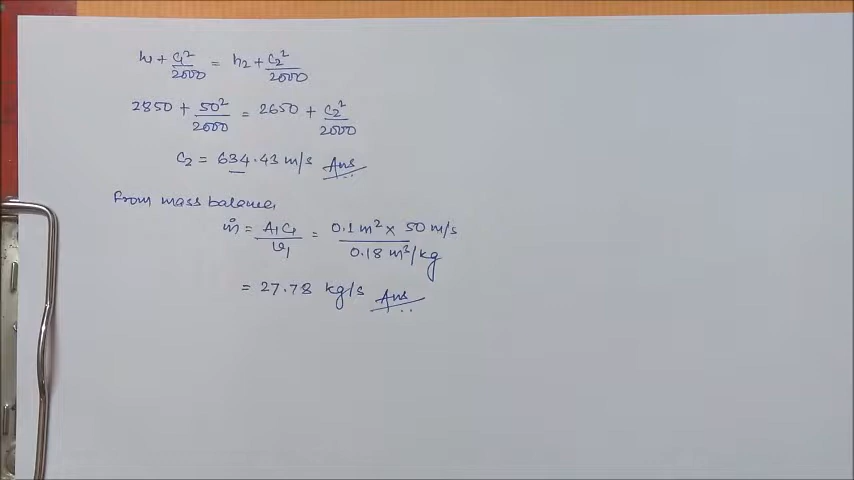 h1 + C1²/2000 = h2 + C2²/2000
2850 + 50²/2000 = 2650 + C2²/2000
C2 = 634.43 m/s Ans
From mass balance,
ṁ = A1C1/v1 = 0.1 m² × 50 m/s / 0.18 m³/kg
= 27.78 kg/s Ans